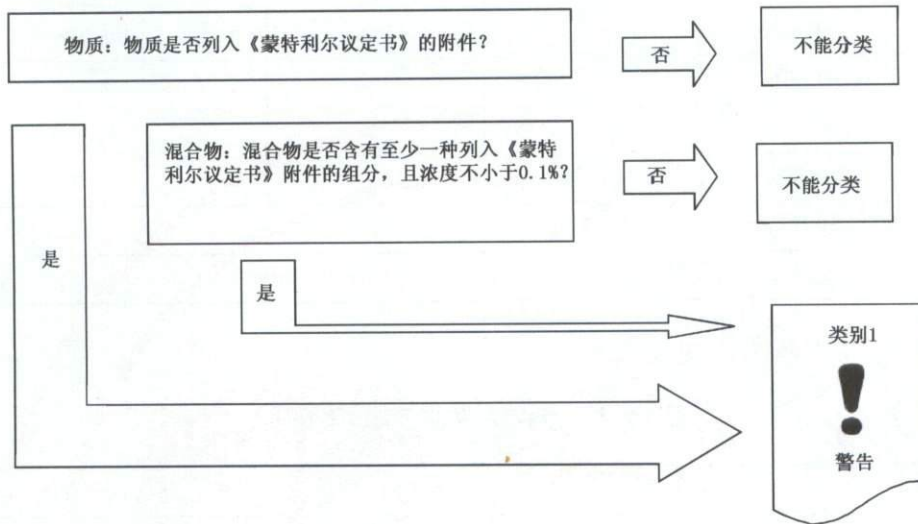 物质：物质是否列入《蒙特利尔议定书》的附件？
否
不能分类
混合物：混合物是否含有至少一种列入《蒙特
利尔议定书》附件的组分，且浓度不小于0.1%？
否
不能分类
是
是
类别1
!
警告